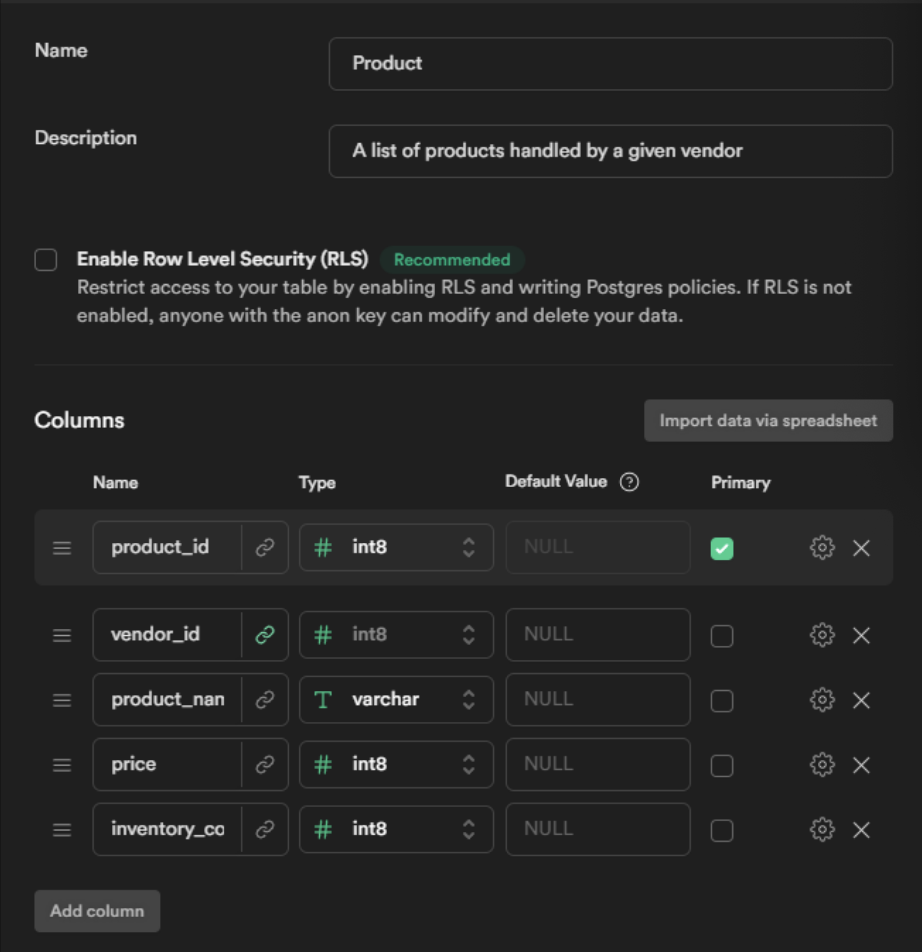 Name
Product
Description
A list of products handled by a given vendor
Enable Row Level Security (RLS) Recommended
Restrict access to your table by enabling RLS and writing Postgres policies. If RLS is not
enabled, anyone with the anon key can modify and delete your data.
Columns
Import data via spreadsheet
Name Type Default Value ? Primary
product_id # int8 NULL
vendor_id # int8 NULL
product_nan T varchar NULL
price # int8 NULL
inventory_co # int8 NULL
Add column